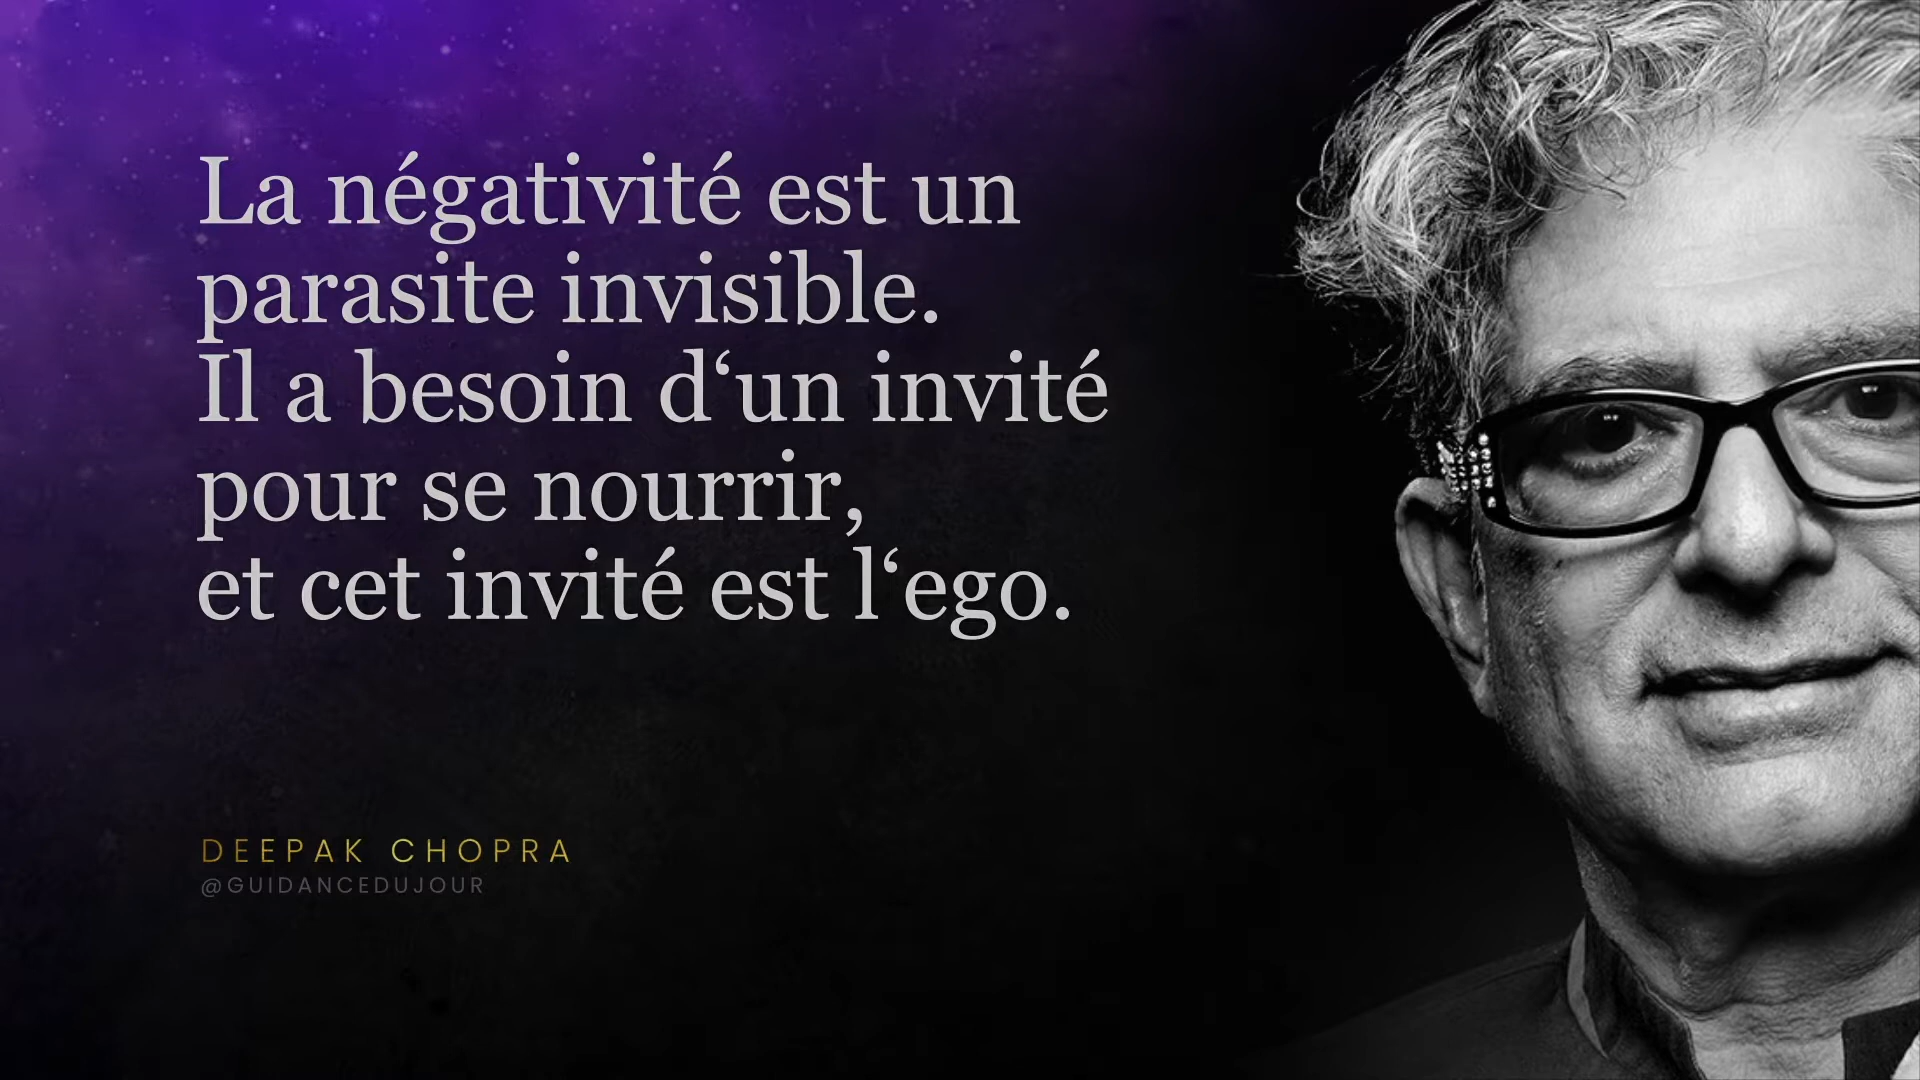 La négativité est un
parasite invisible.
Il a besoin d‘un invité
pour se nourrir,
et cet invité est l‘ego.
DEEPAK CHOPRA
@GUIDANCEDUJOUR